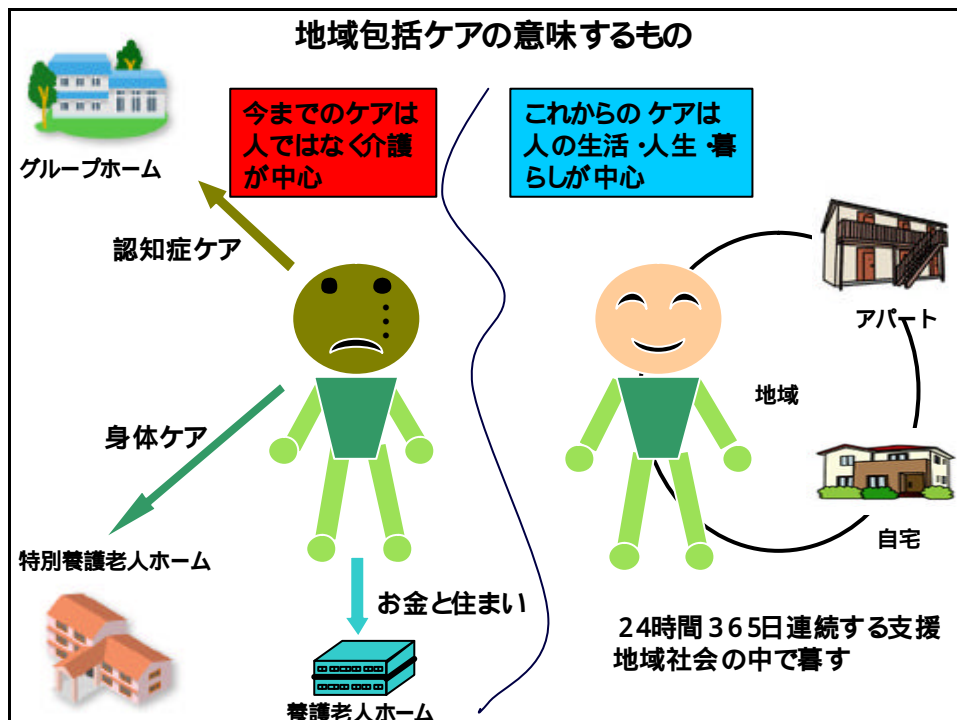 地域包括ケアの意味するもの
今までのケアは
人ではなく介護
が中心
これからのケアは
人の生活・人生・暮
らしが中心
グループホーム
認知症ケア
アパート
地域
身体ケア
特別養護老人ホーム
自宅
お金と住まい
養護老人ホーム
24時間365日連続する支援
地域社会の中で暮す